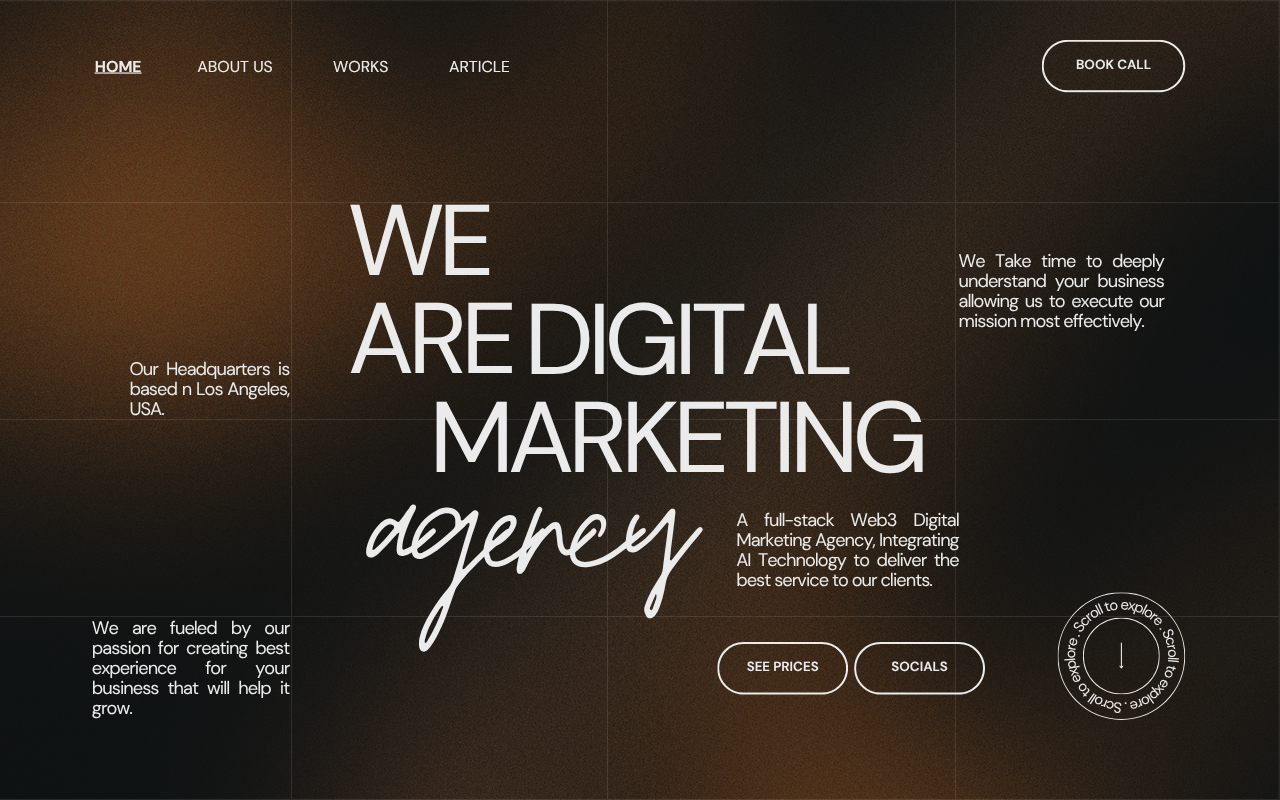 HOME ABOUT US WORKS ARTICLE BOOK CALL
WE
ARE DIGITAL
MARKETING
agency
We Take time to deeply
understand your business
allowing us to execute our
mission most effectively.
Our Headquarters is
based n Los Angeles,
USA.
A full-stack Web3 Digital
Marketing Agency, Integrating
AI Technology to deliver the
best service to our clients.
We are fueled by our
passion for creating best
experience for your
business that will help it
grow.
SEE PRICES SOCIALS
Scroll to explore . Scroll to explore . Scroll to explore .